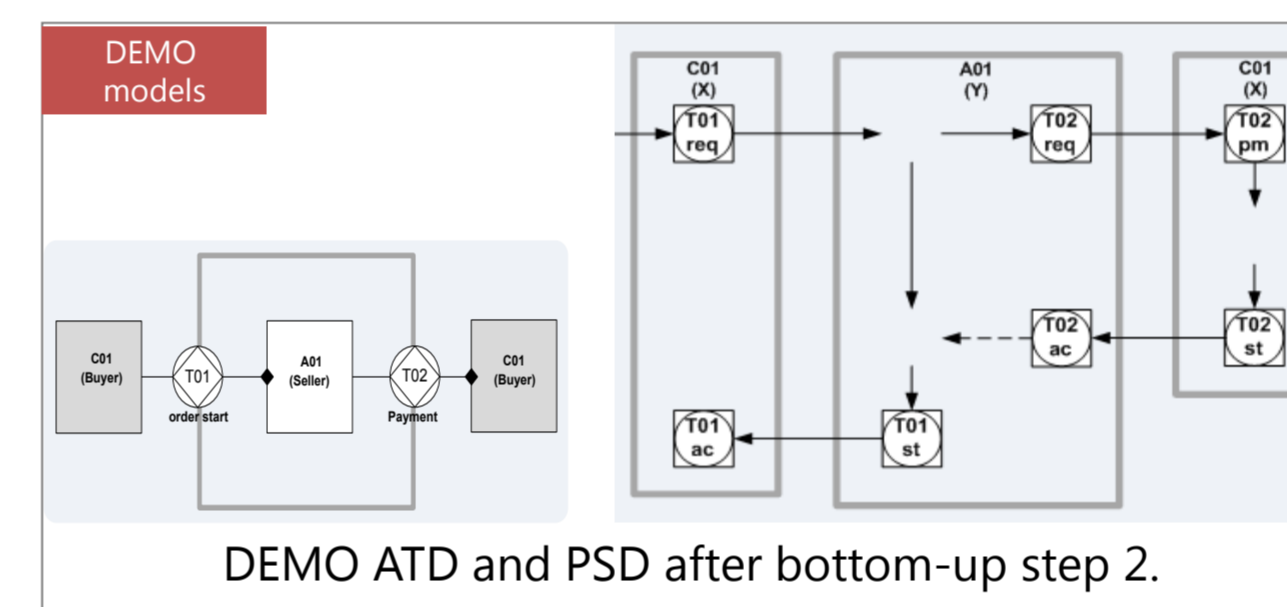 DEMO
models
C01
(Buyer)
T01
order start
A01
(Seller)
T02
Payment
C01
(Buyer)
C01
(X)
A01
(Y)
C01
(X)
T01
req
T02
req
T02
pm
T02
ac
T02
st
T01
ac
T01
st
DEMO ATD and PSD after bottom-up step 2.